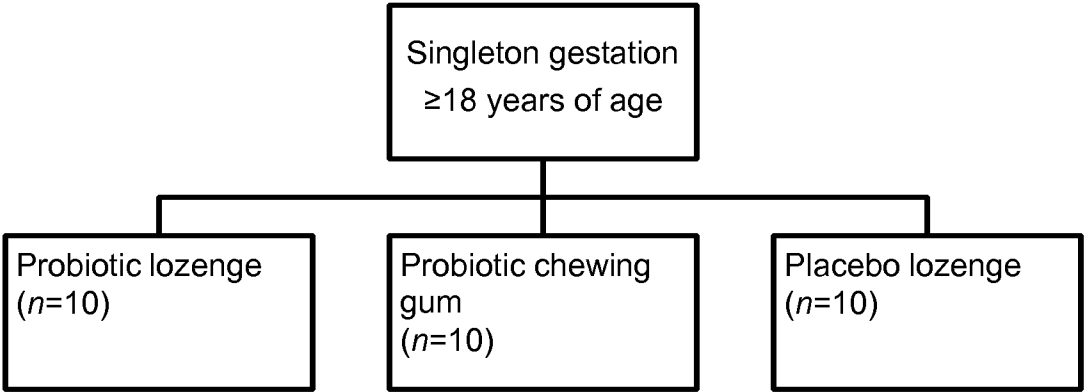 Singleton gestation
≥18 years of age
Probiotic lozenge
(n=10)
Probiotic chewing
gum
(n=10)
Placebo lozenge
(n=10)